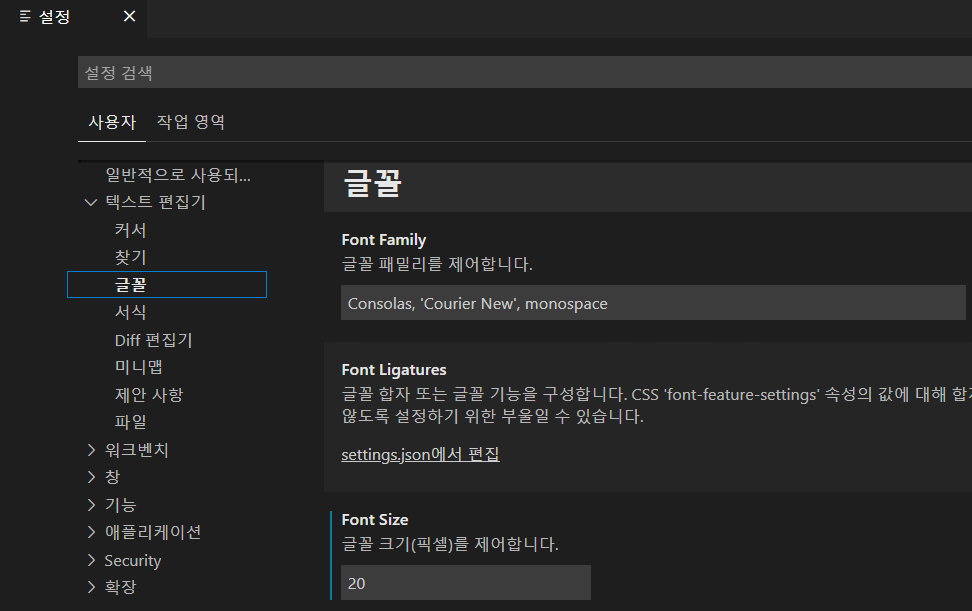 설정
설정 검색
사용자 작업 영역
일반적으로 사용되...
텍스트 편집기
커서
찾기
글꼴
서식
Diff 편집기
미니맵
제안 사항
파일
워크벤치
창
기능
애플리케이션
Security
확장
글꼴
Font Family
글꼴 패밀리를 제어합니다.
Consolas, 'Courier New', monospace
Font Ligatures
글꼴 합자 또는 글꼴 기능을 구성합니다. CSS 'font-feature-settings' 속성의 값에 대해 합
않도록 설정하기 위한 부울일 수 있습니다.
settings.json에서 편집
Font Size
글꼴 크기(픽셀)를 제어합니다.
20